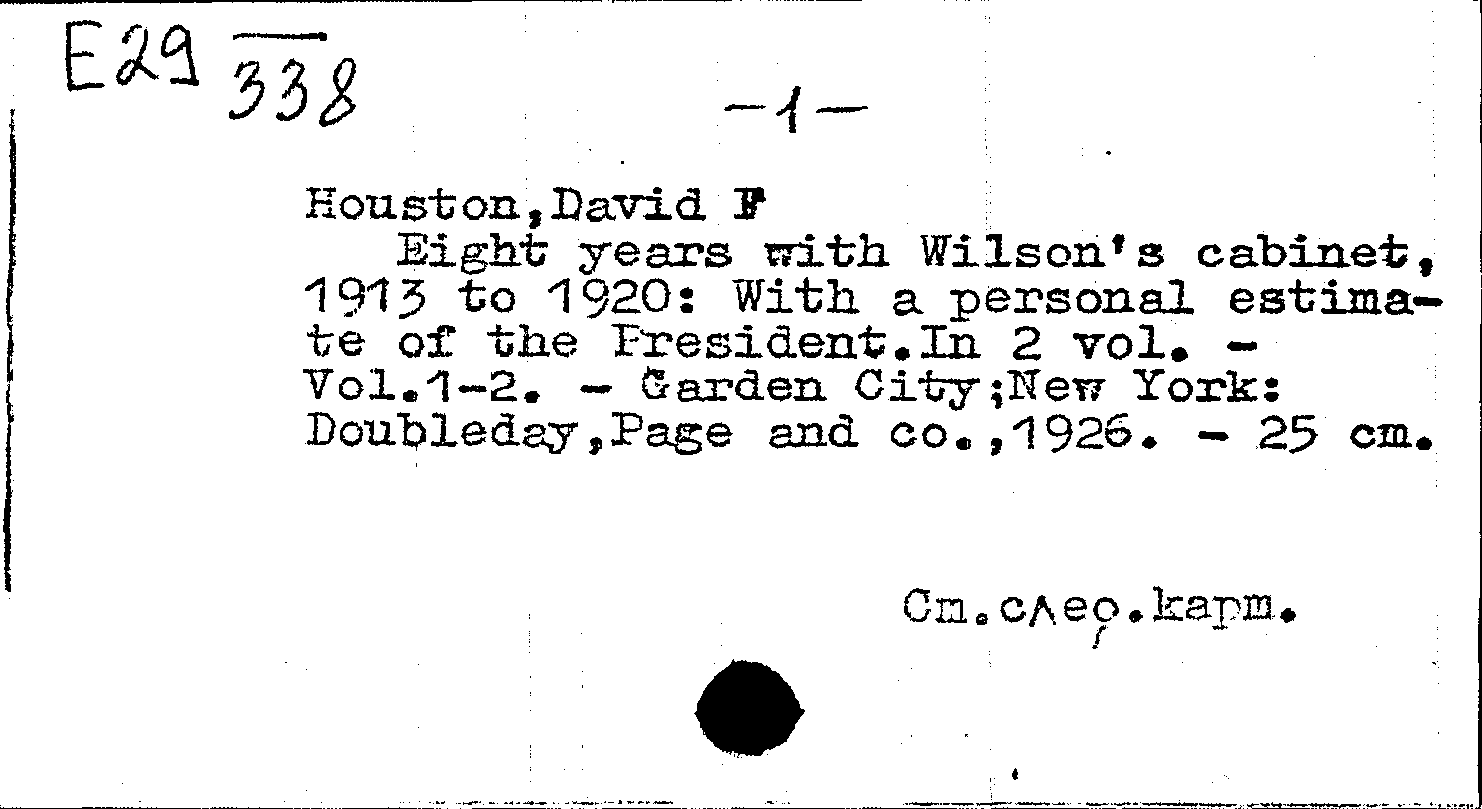 E29 338
-1-
Houston,David F
Eight years with Wilson's cabinet,
1913 to 1920: With a personal estima-
te of the President.In 2 vol. -
Vol.1-2. - Garden City;New York:
Doubleday,Page and co.,1926. - 25 cm.
Cm.след.карт.